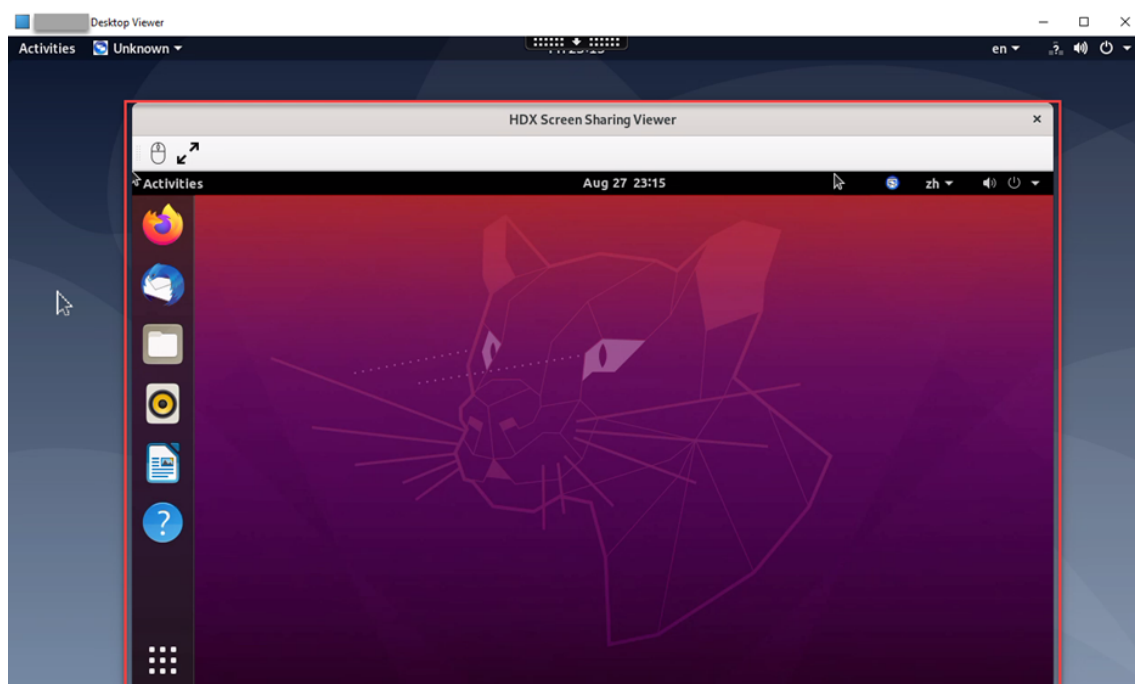 Desktop Viewer
Activities Unknown en
HDX Screen Sharing Viewer
Activities Aug 27 23:15 zh
?